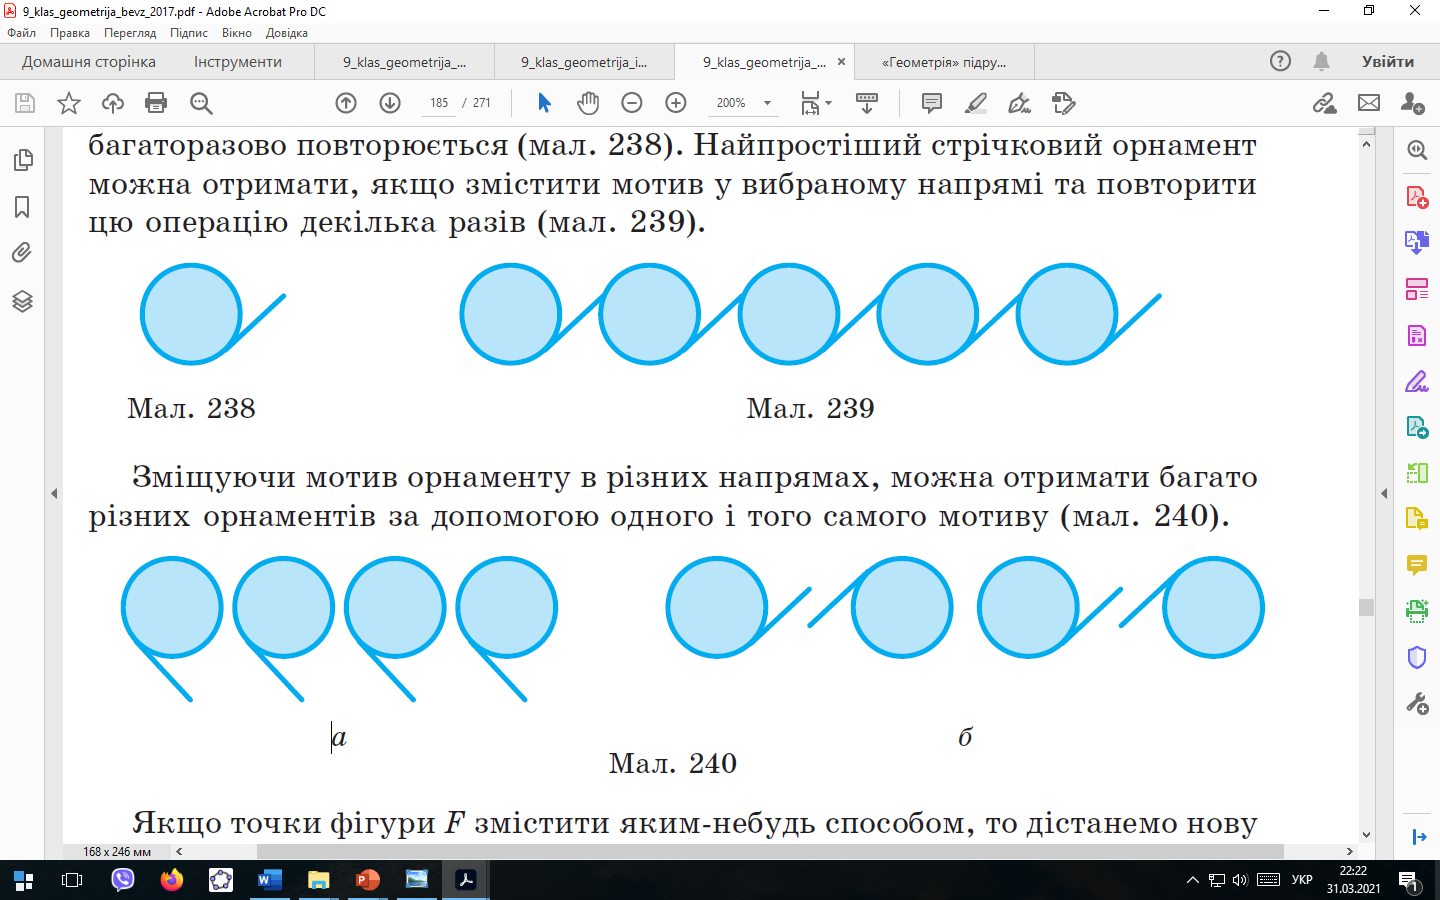 9_klas_geometrija_bevz_2017.pdf - Adobe Acrobat Pro DC
Файл Правка Перегляд Підпис Вікно Довідка
Домашня сторінка Інструменти 9_klas_geometrija_... 9_klas_geometrija_i... 9_klas_geometrija_... × «Геометрія» підру... Увійти
185 / 271 200%
багаторазово повторюється (мал. 238). Найпростіший стрічковий орнамент
можна отримати, якщо змістити мотив у вибраному напрямі та повторити
цю операцію декілька разів (мал. 239).
Мал. 238 Мал. 239
Зміщуючи мотив орнаменту в різних напрямах, можна отримати багато
різних орнаментів за допомогою одного і того самого мотиву (мал. 240).
а б
Мал. 240
Якщо точки фігури F змістити яким-небудь способом, то дістанемо нову
168 x 246 мм
УКР 22:22
31.03.2021 1